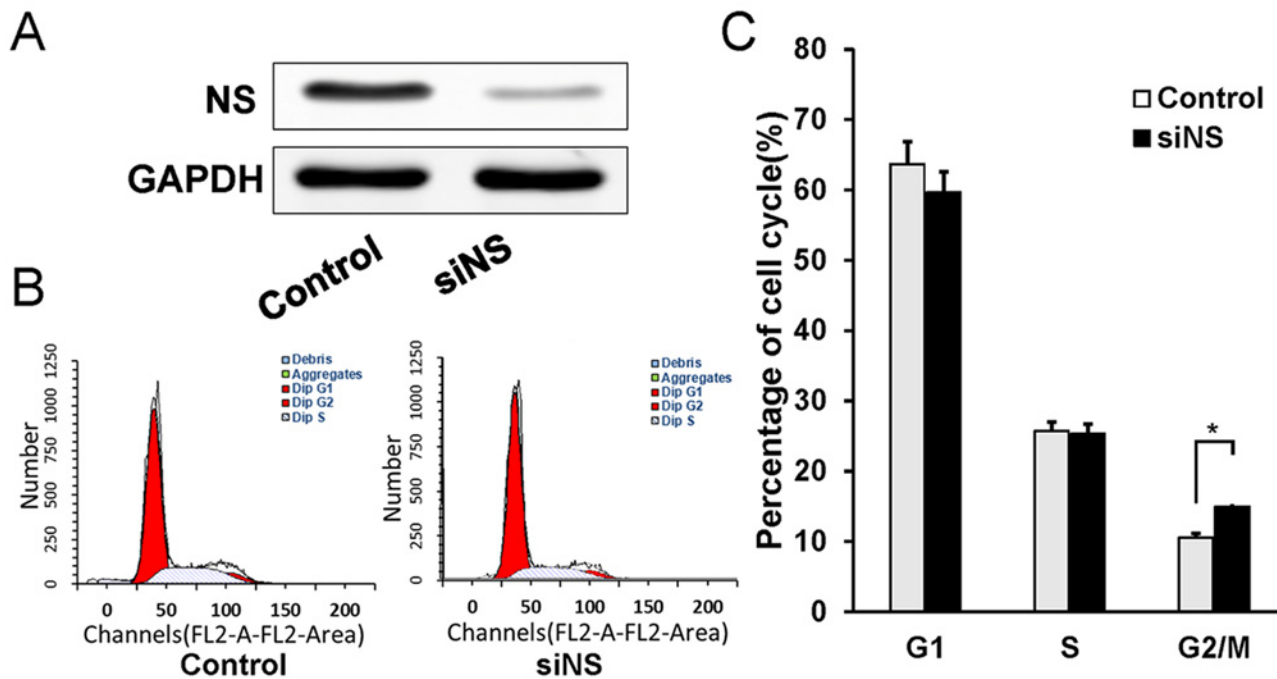 A
NS
GAPDH
Control
siNS
B
Number
0
250
500
750
1000
1250
Debris
Aggregates
Dip G1
Dip G2
Dip S
0 50 100 150 200
Channels(FL2-A-FL2-Area)
Control
Number
0
250
500
750
1000
1250
Debris
Aggregates
Dip G1
Dip G2
Dip S
0 50 100 150 200
Channels(FL2-A-FL2-Area)
siNS
C
Percentage of cell cycle(%)
80
70
60
50
40
30
20
10
0
Control
siNS
*
G1 S G2/M